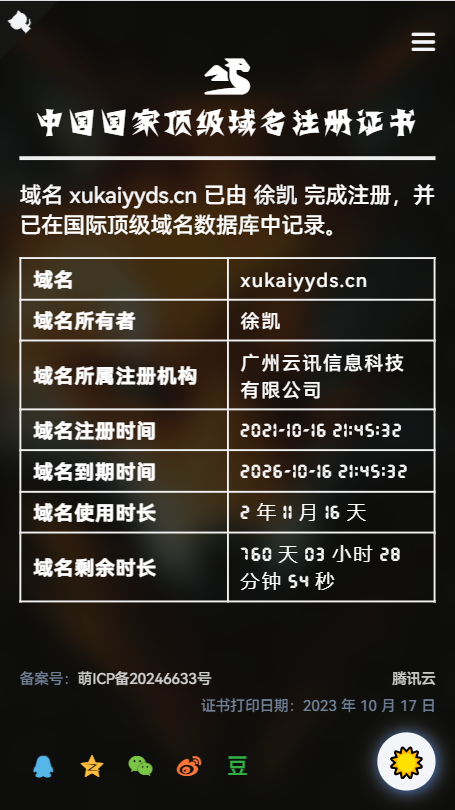 中国国家顶级域名注册证书
域名 xukaiyyds.cn 已由 徐凯 完成注册，并
已在国际顶级域名数据库中记录。
域名 xukaiyyds.cn
域名所有者 徐凯
域名所属注册机构 广州云讯信息科技
有限公司
域名注册时间 2021-10-16 21:45:32
域名到期时间 2026-10-16 21:45:32
域名使用时长 2 年 11 月 16 天
域名剩余时长 760 天 03 小时 28
分钟 54 秒
备案号：萌ICP备20246633号 腾讯云
证书打印日期：2023 年 10 月 17 日
豆